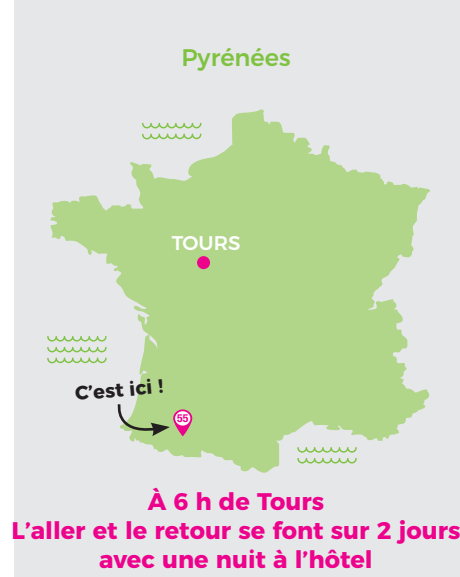 Pyrénées
TOURS
C'est ici !
55
À 6 h de Tours
L'aller et le retour se font sur 2 jours
avec une nuit à l'hôtel